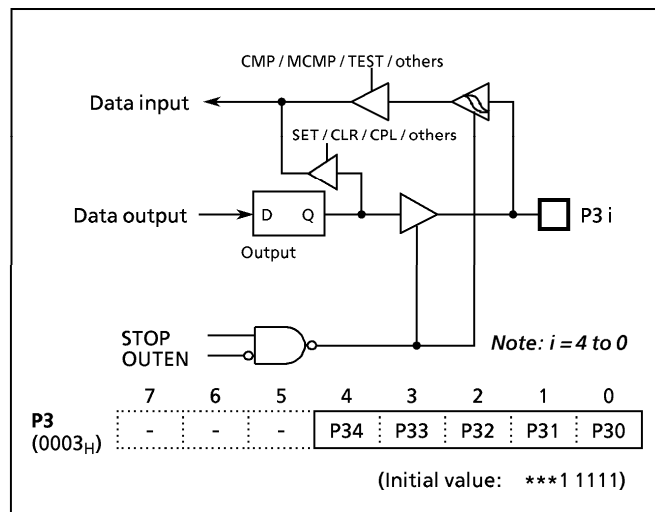 CMP / MCMP / TEST / others
Data input
SET / CLR / CPL / others
Data output
D Q
P3 i
Output
STOP
OUTEN
Note: i = 4 to 0
7 6 5 4 3 2 1 0
P3
(0003H)
- - - P34 P33 P32 P31 P30
(Initial value: ***1 1111)